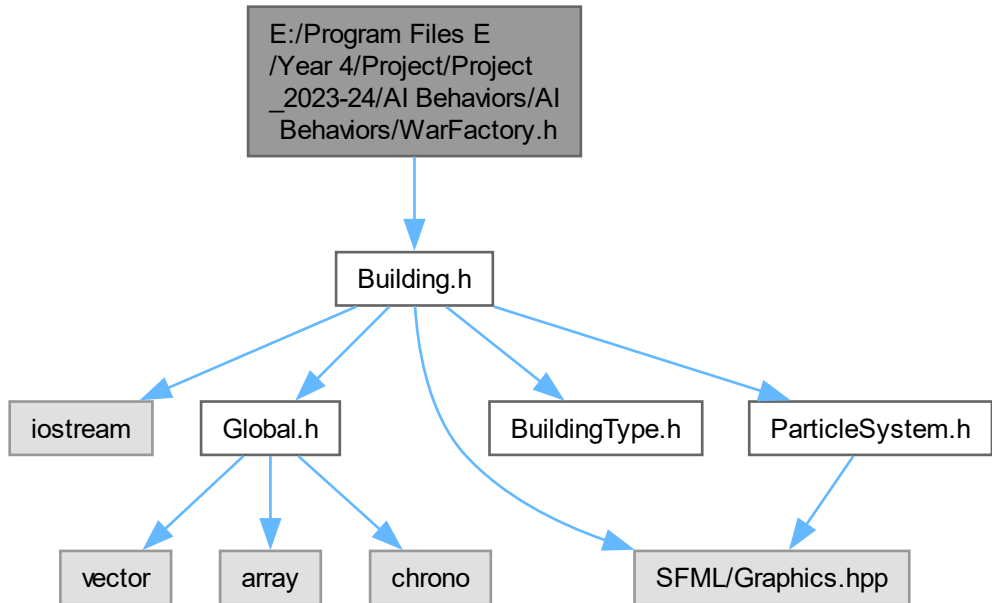 E:/Program Files E
/Year 4/Project/Project
_2023-24/AI Behaviors/AI
Behaviors/WarFactory.h
Building.h
iostream
Global.h
BuildingType.h
ParticleSystem.h
vector
array
chrono
SFML/Graphics.hpp